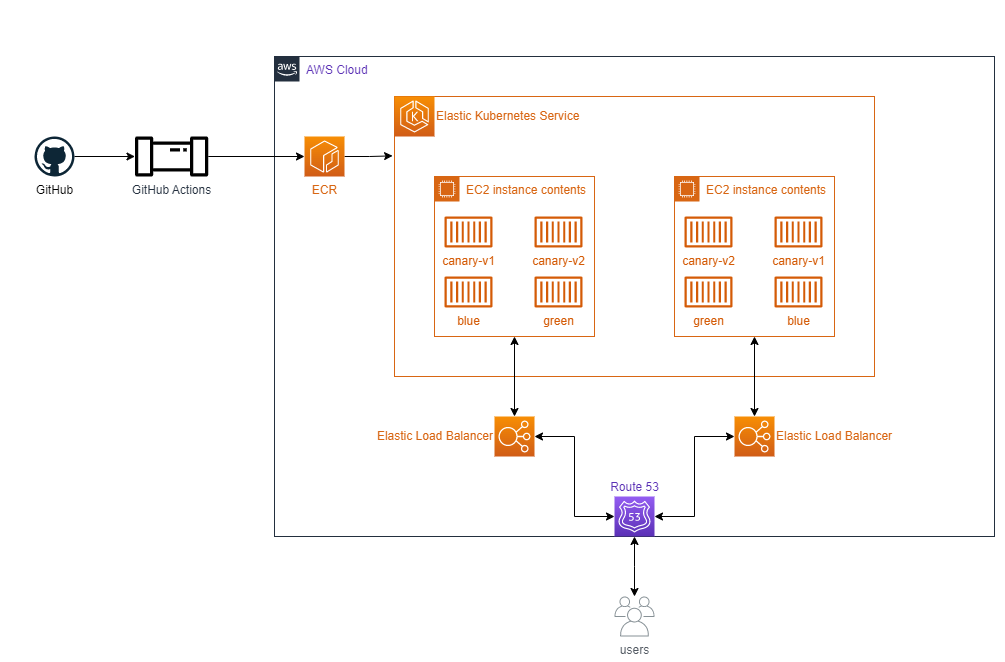 aws
AWS Cloud
Elastic Kubernetes Service
GitHub
GitHub Actions
ECR
EC2 instance contents
canary-v1
canary-v2
blue
green
EC2 instance contents
canary-v2
canary-v1
green
blue
Elastic Load Balancer
Elastic Load Balancer
Route 53
53
users